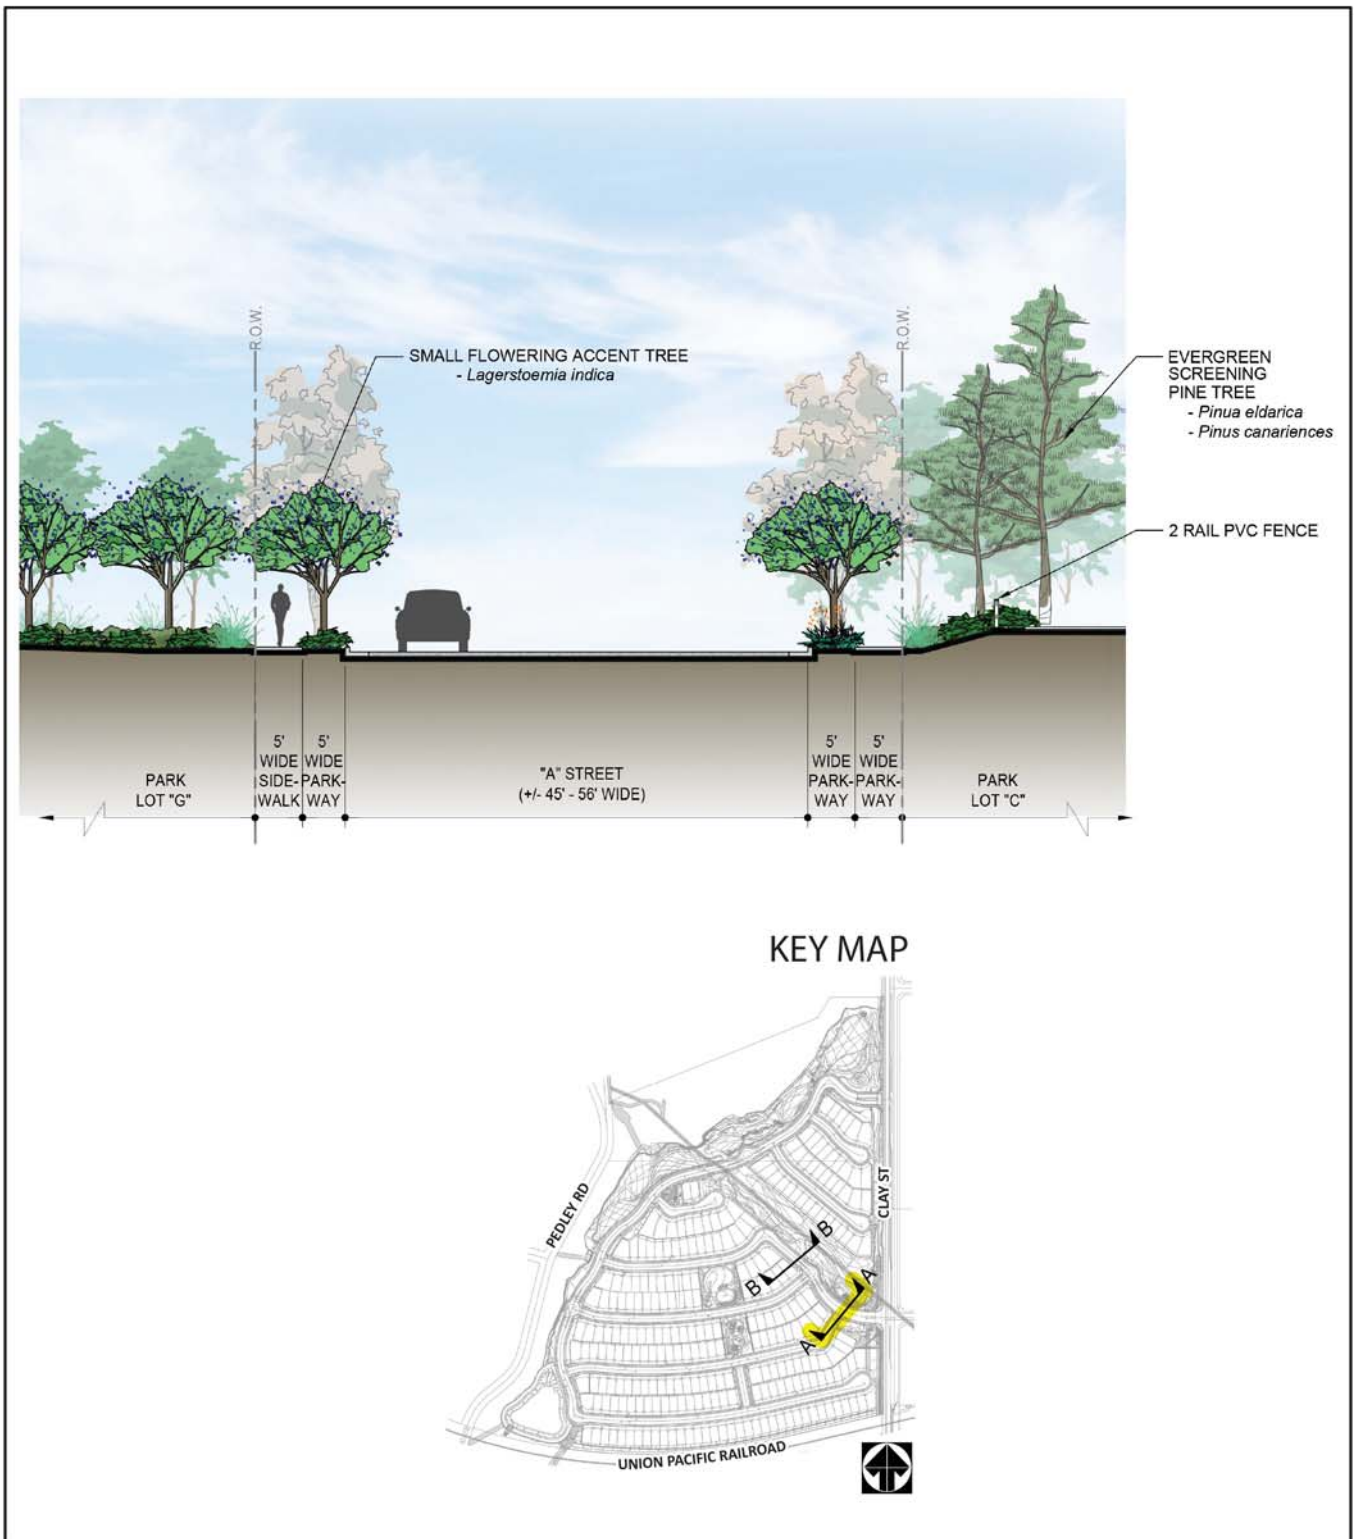 R.O.W.
R.O.W.
SMALL FLOWERING ACCENT TREE
- Lagerstoemia indica
EVERGREEN
SCREENING
PINE TREE
- Pinua eldarica
- Pinus canariences
2 RAIL PVC FENCE
PARK
LOT "G"
5'
WIDE
SIDE-
WALK
5'
WIDE
PARK-
WAY
"A" STREET
(+/- 45' - 56' WIDE)
5'
WIDE
PARK-
WAY
5'
WIDE
PARK-
WAY
PARK
LOT "C"
KEY MAP
PEDLEY RD
CLAY ST
B
B
A
A
UNION PACIFIC RAILROAD